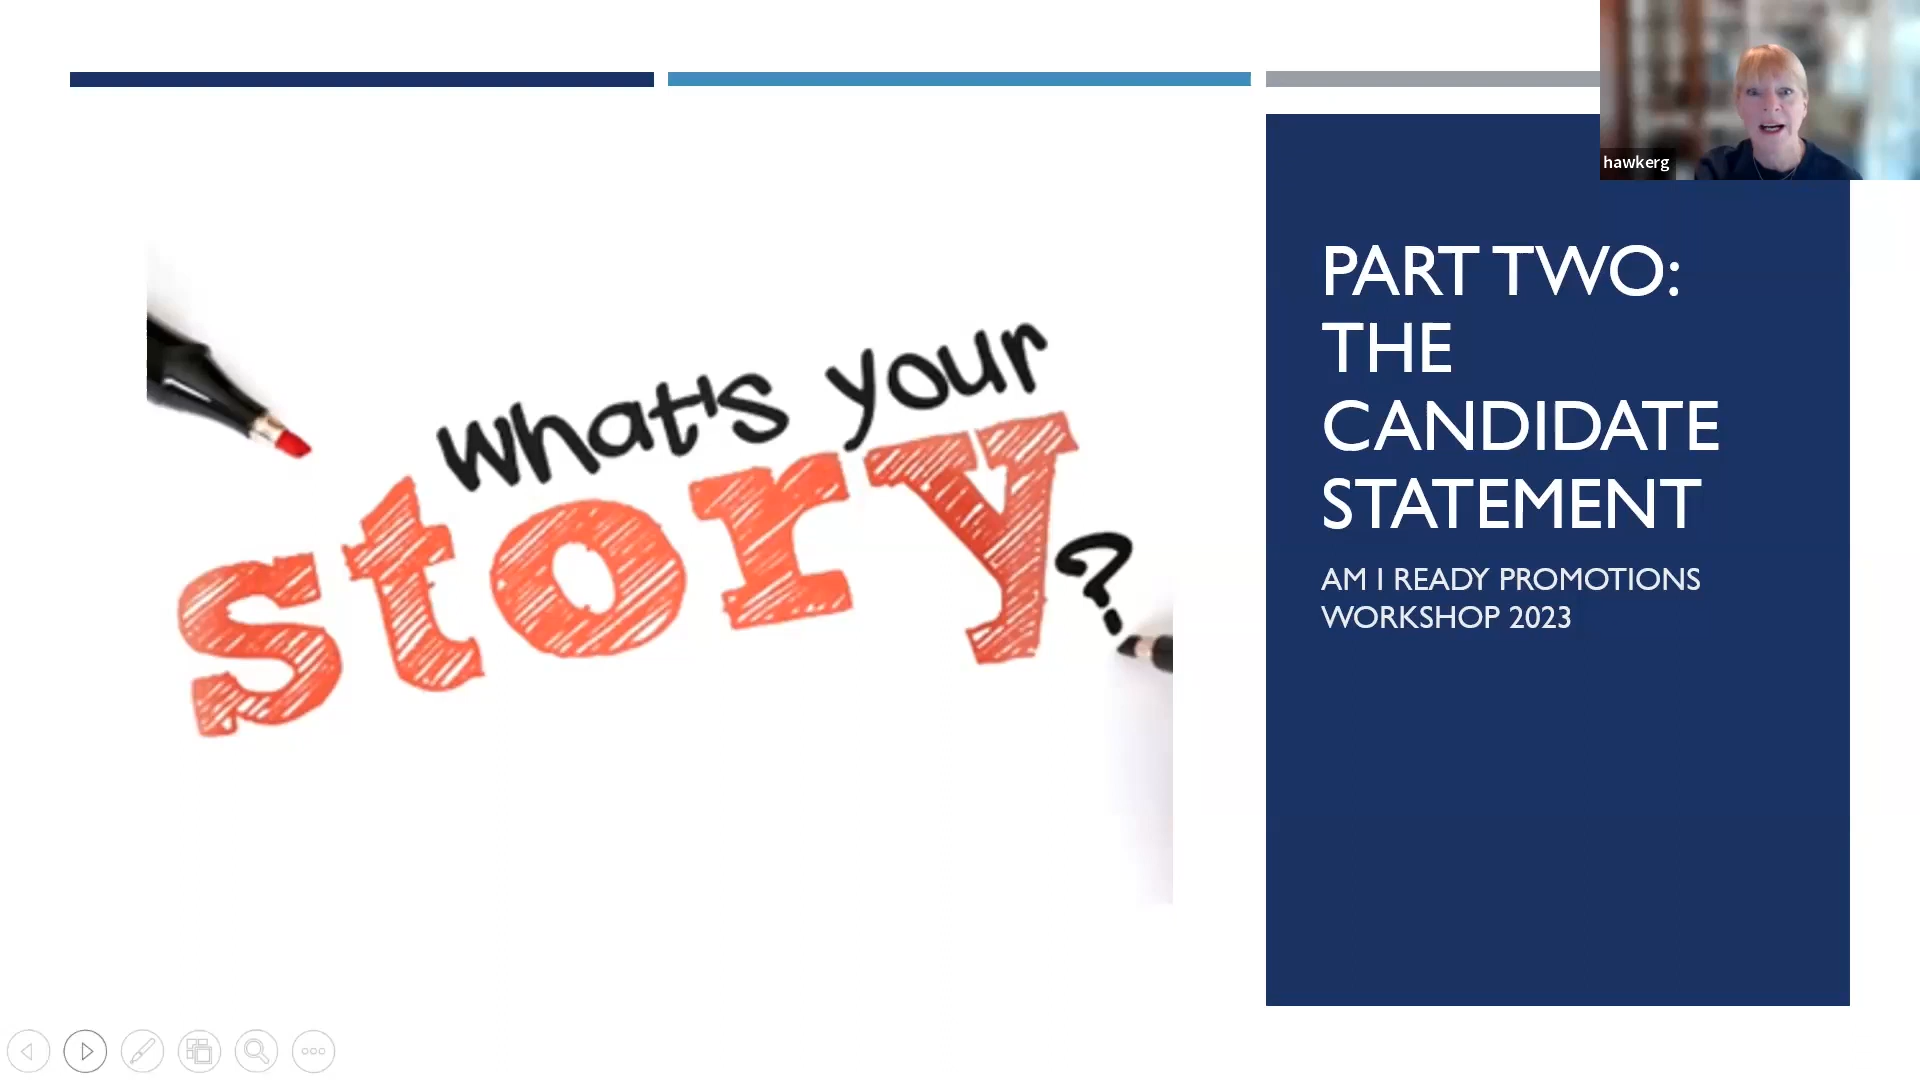 hawkerg
what's your
story?
PART TWO:
THE
CANDIDATE
STATEMENT
AM I READY PROMOTIONS
WORKSHOP 2023